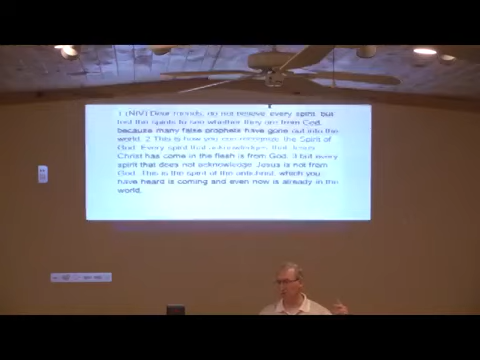 1 (NIV) Dear friends, do not believe every spirit, but
test the spirits to see whether they are from God,
because many false prophets have gone out into the
world. 2 This is how you can recognize the Spirit of
God: Every spirit that acknowledges that Jesus
Christ has come in the flesh is from God, 3 but every
spirit that does not acknowledge Jesus is not from
God. This is the spirit of the antichrist, which you
have heard is coming and even now is already in the
world.